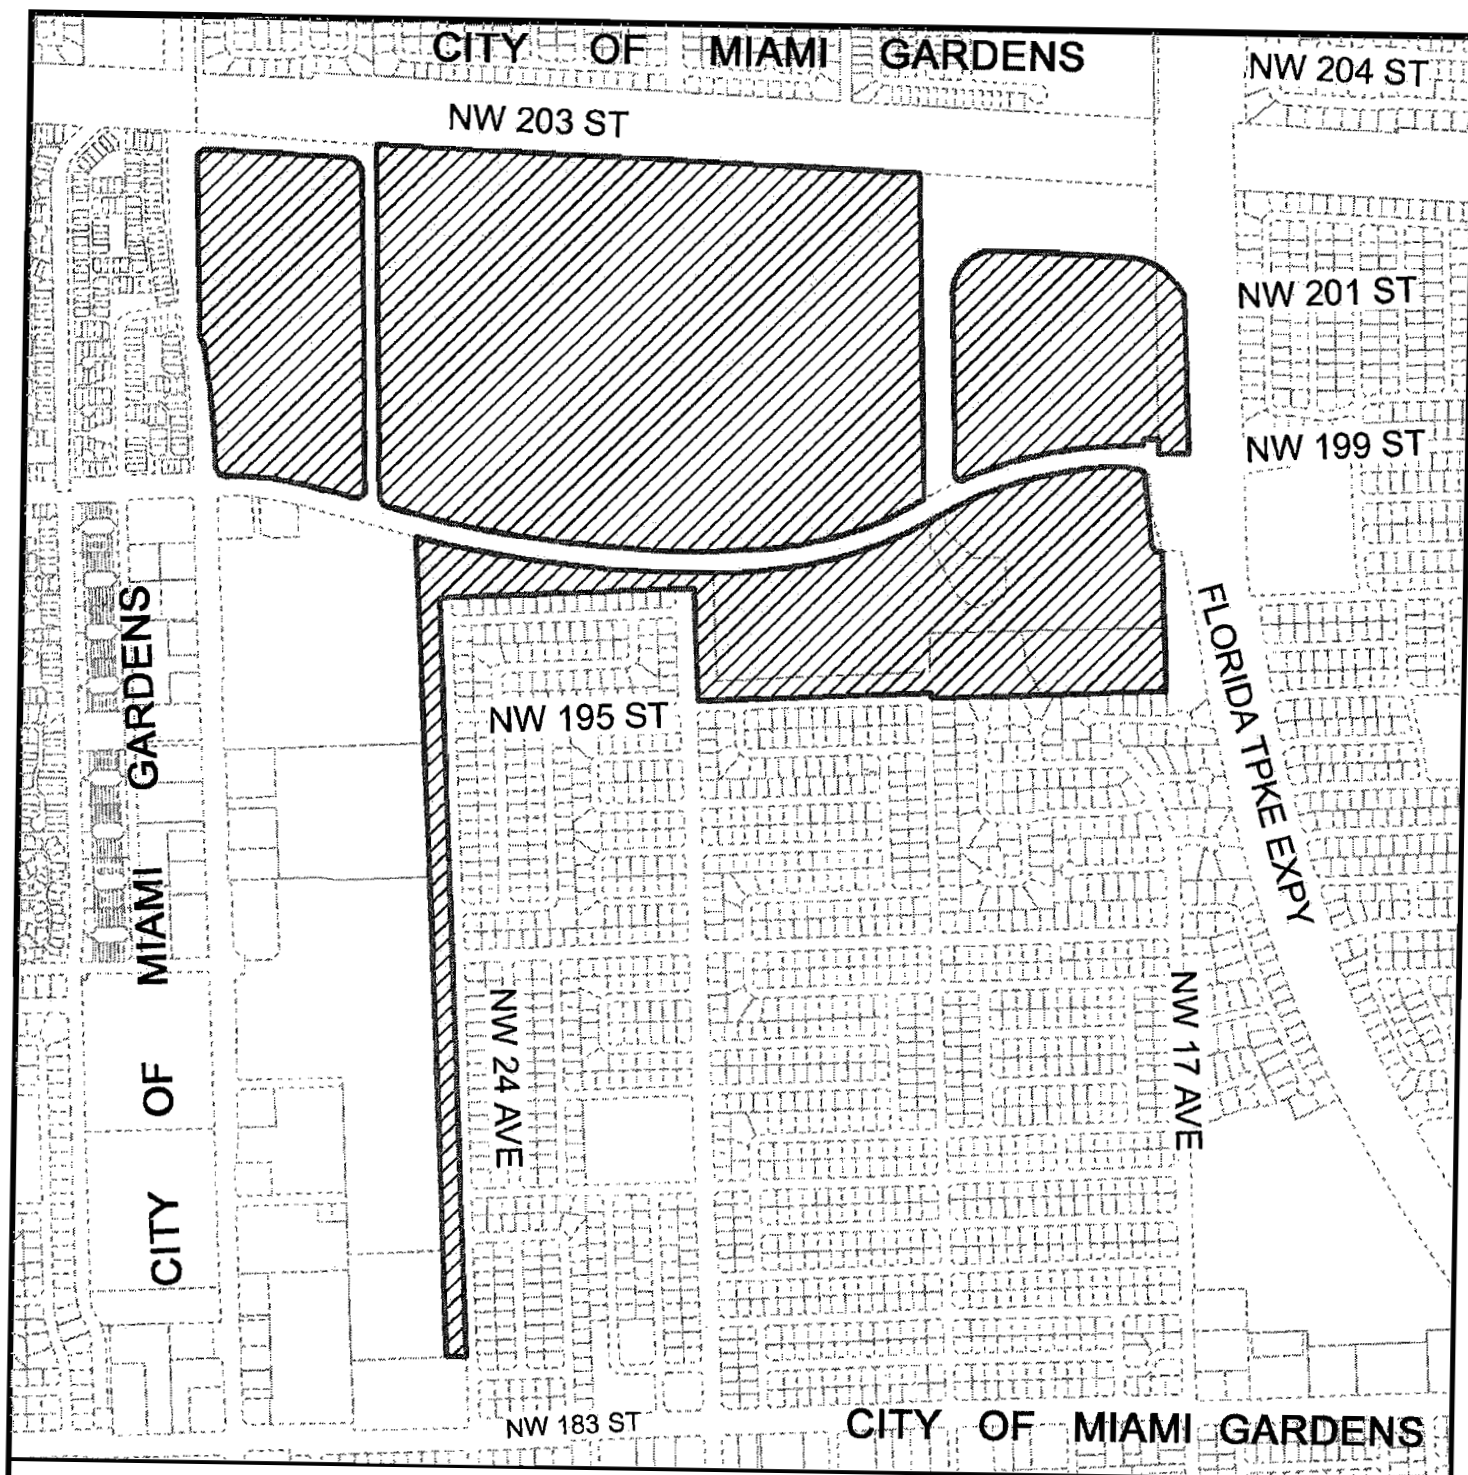 CITY OF MIAMI GARDENS
NW 204 ST
NW 203 ST
NW 201 ST
NW 199 ST
CITY OF MIAMI GARDENS
FLORIDA TPKE EXPY
NW 195 ST
NW 24 AVE
NW 17 AVE
NW 183 ST
CITY OF MIAMI GARDENS